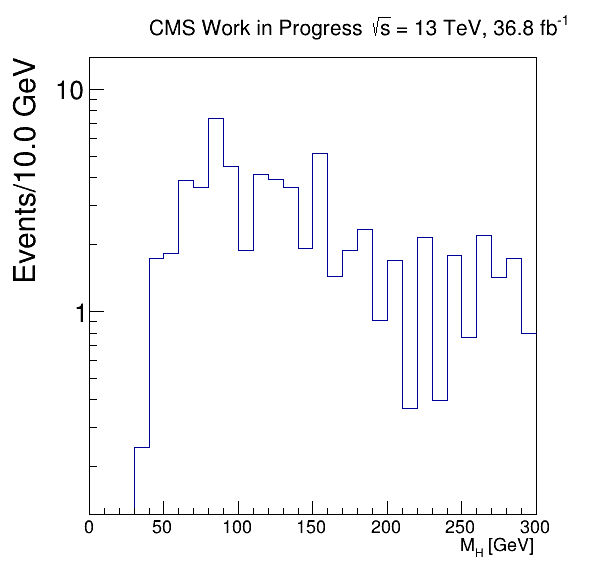 CMS Work in Progress √s = 13 TeV, 36.8 fb⁻¹
Events/10.0 GeV
10
1
0 50 100 150 200 250 300
M_H [GeV]